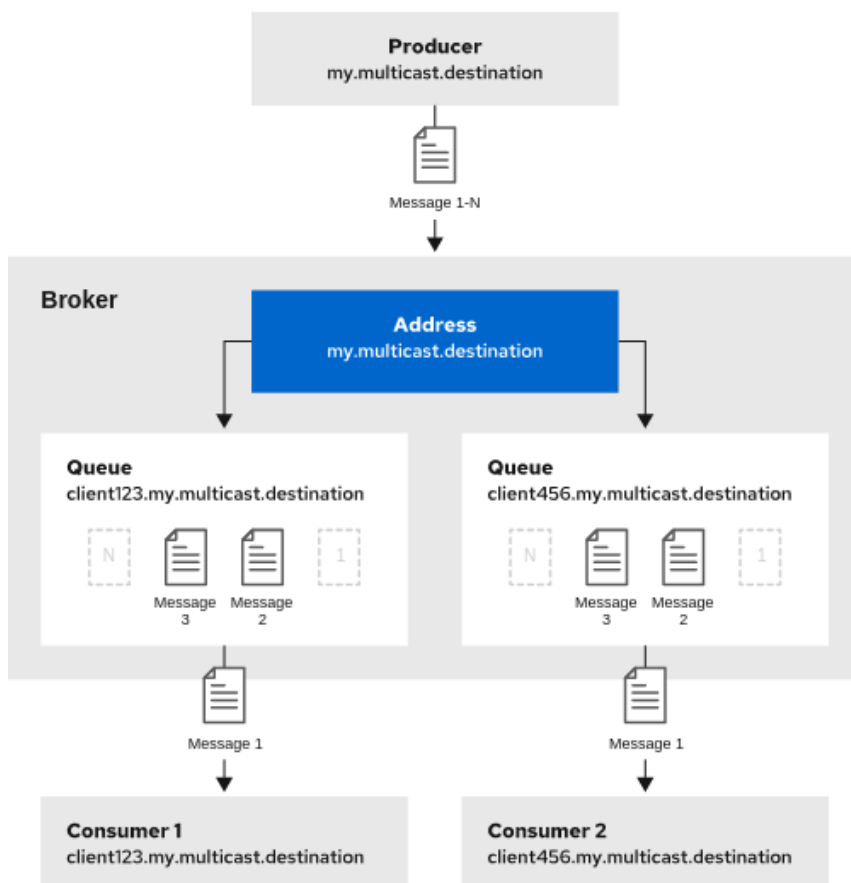 Producer
my.multicast.destination
Message 1-N
Broker
Address
my.multicast.destination
Queue
client123.my.multicast.destination
N
1
Message
3
Message
2
Queue
client456.my.multicast.destination
N
1
Message
3
Message
2
Message 1
Message 1
Consumer 1
client123.my.multicast.destination
Consumer 2
client456.my.multicast.destination